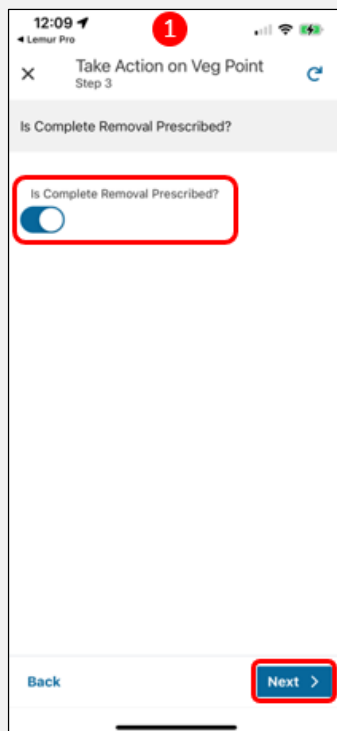 12:09
1
Lemur Pro
Take Action on Veg Point
Step 3
Is Complete Removal Prescribed?
Is Complete Removal Prescribed?
Back
Next